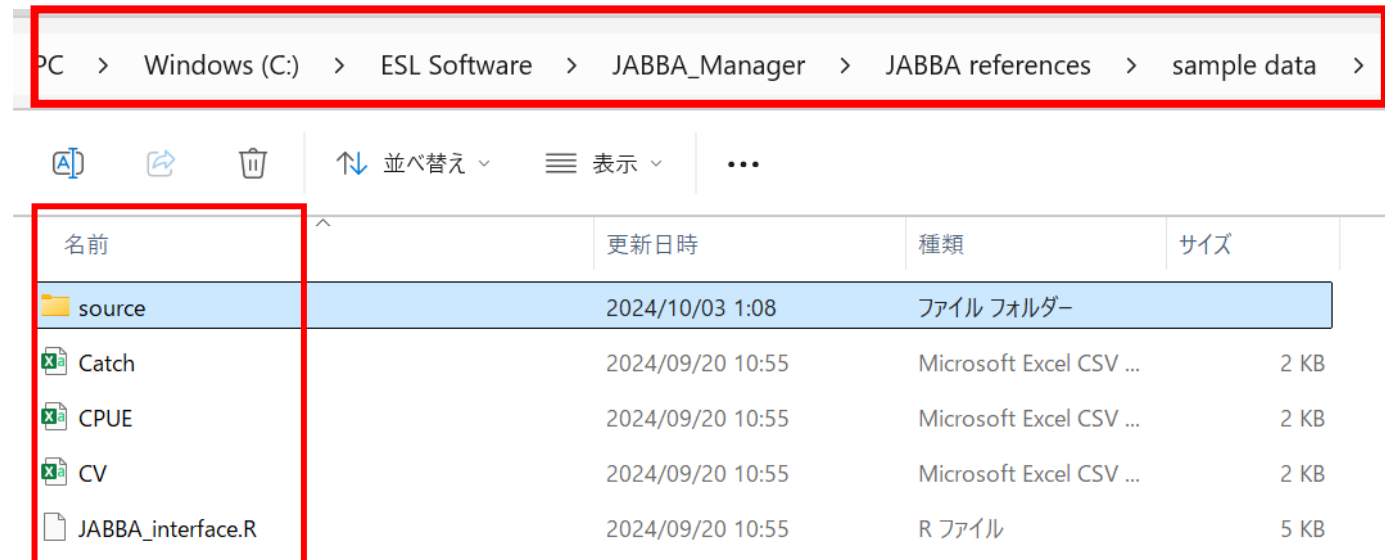 PC > Windows (C:) > ESL Software > JABBA_Manager > JABBA references > sample data >
並べ替え 表示 •••
名前 更新日時 種類 サイズ
source 2024/10/03 1:08 ファイル フォルダー
Catch 2024/09/20 10:55 Microsoft Excel CSV ... 2 KB
CPUE 2024/09/20 10:55 Microsoft Excel CSV ... 2 KB
CV 2024/09/20 10:55 Microsoft Excel CSV ... 2 KB
JABBA_interface.R 2024/09/20 10:55 R ファイル 5 KB